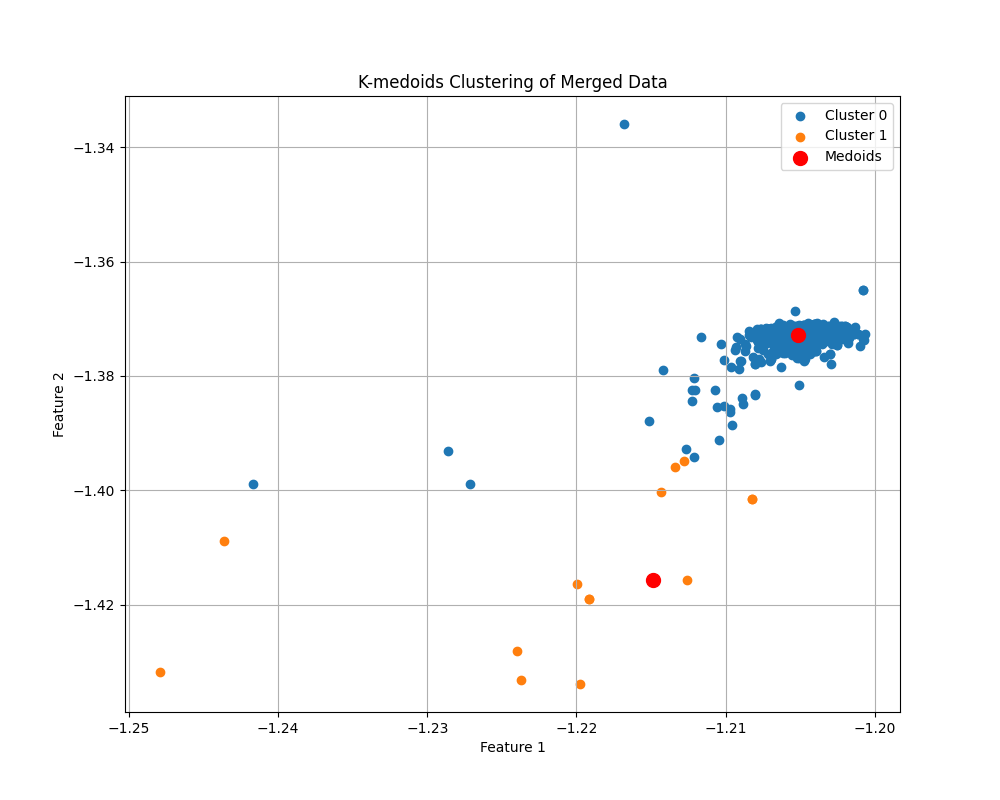 K-medoids Clustering of Merged Data
Cluster 0
Cluster 1
Medoids
−1.34
−1.36
−1.38
−1.40
−1.42
Feature 2
−1.25
−1.24
−1.23
−1.22
−1.21
−1.20
Feature 1